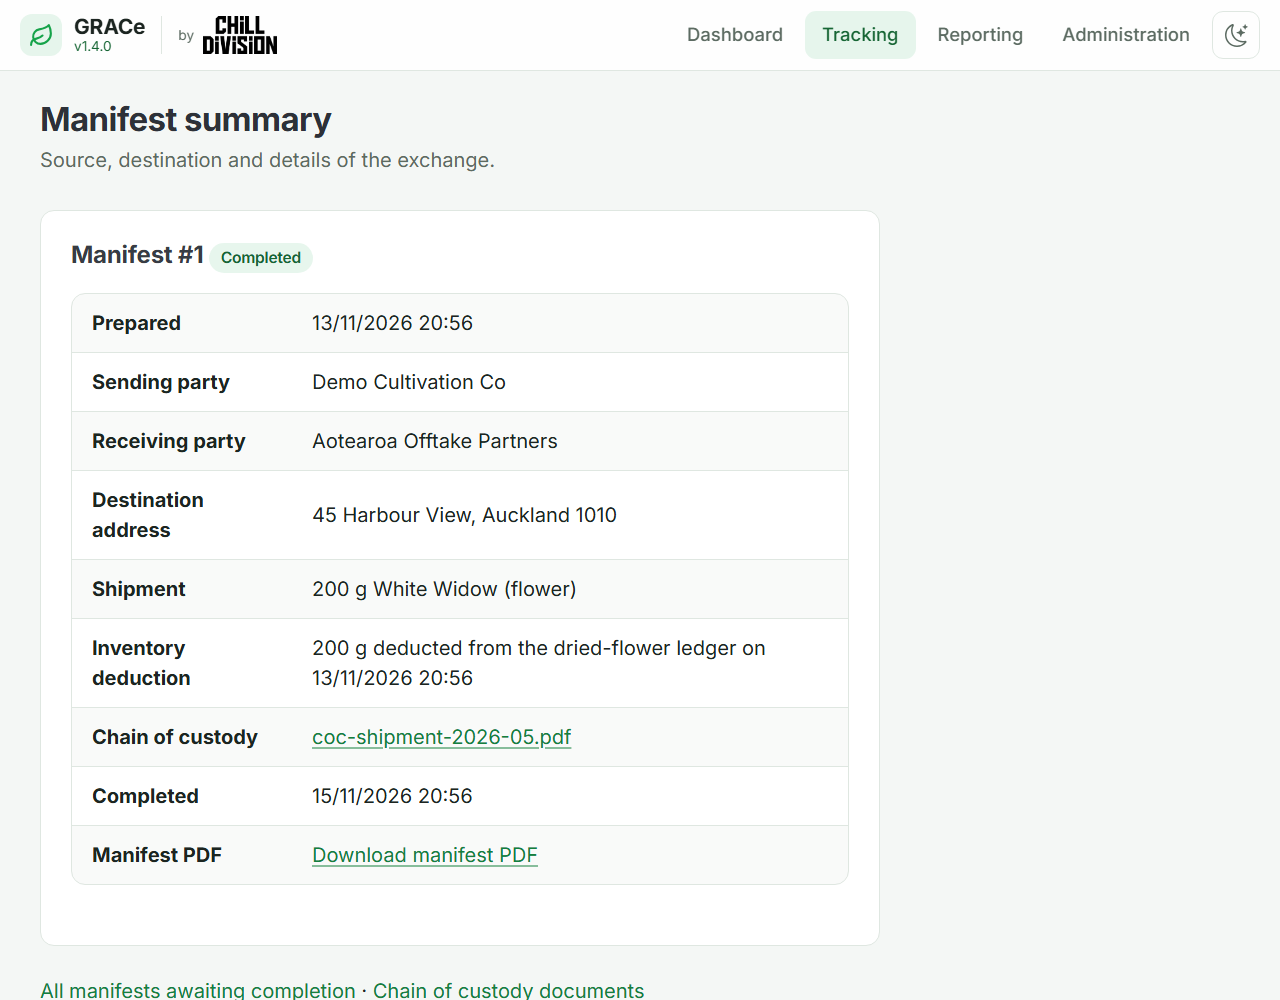 GRACe
v1.4.0
by
CHILL
DIVISION
Dashboard
Tracking
Reporting
Administration
Manifest summary
Source, destination and details of the exchange.
Manifest #1 Completed
Prepared 13/11/2026 20:56
Sending party Demo Cultivation Co
Receiving party Aotearoa Offtake Partners
Destination
address
45 Harbour View, Auckland 1010
Shipment 200 g White Widow (flower)
Inventory
deduction
200 g deducted from the dried-flower ledger on
13/11/2026 20:56
Chain of custody coc-shipment-2026-05.pdf
Completed 15/11/2026 20:56
Manifest PDF Download manifest PDF
All manifests awaiting completion · Chain of custody documents